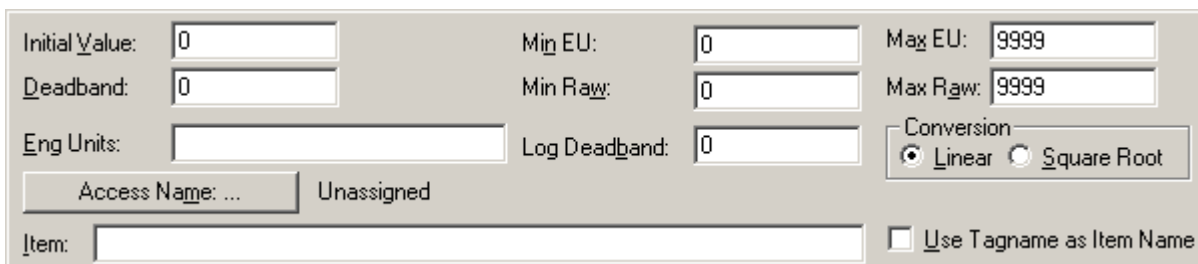 Initial Value: 0 Min EU: 0 Max EU: 9999
Deadband: 0 Min Raw: 0 Max Raw: 9999
Eng Units: Log Deadband: 0 Conversion
Linear Square Root
Access Name: ... Unassigned
Item: Use Tagname as Item Name